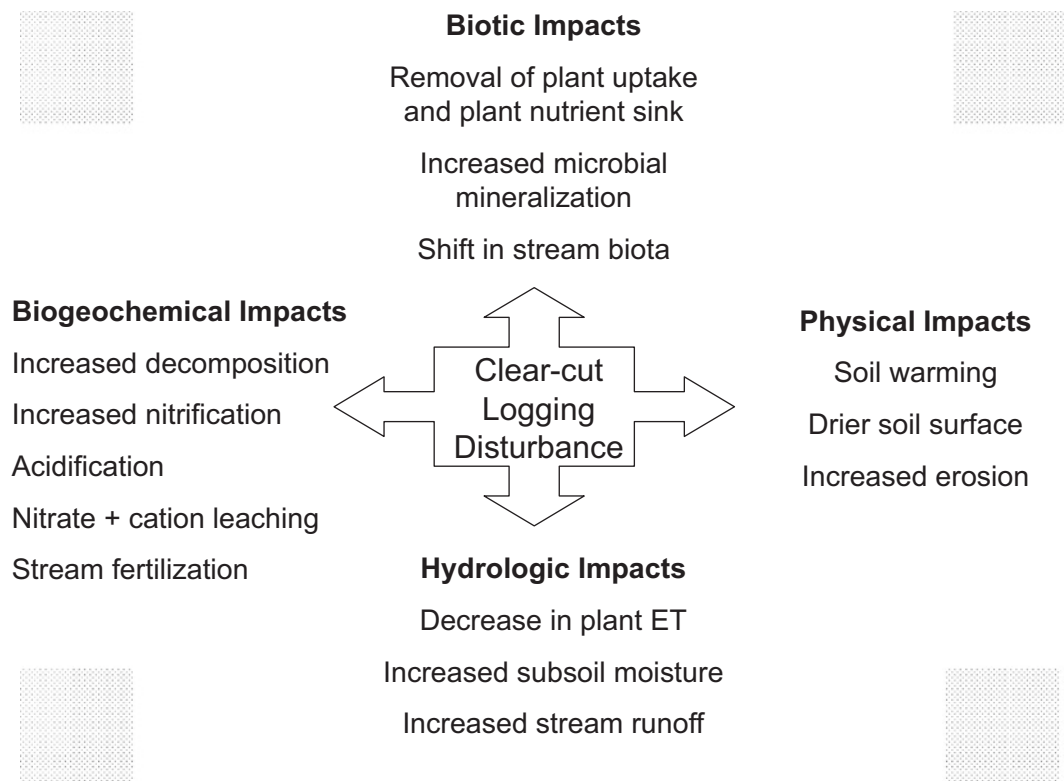 Biotic Impacts
Removal of plant uptake
and plant nutrient sink
Increased microbial
mineralization
Shift in stream biota
Biogeochemical Impacts
Increased decomposition
Increased nitrification
Acidification
Nitrate + cation leaching
Stream fertilization
Clear-cut
Logging
Disturbance
Physical Impacts
Soil warming
Drier soil surface
Increased erosion
Hydrologic Impacts
Decrease in plant ET
Increased subsoil moisture
Increased stream runoff